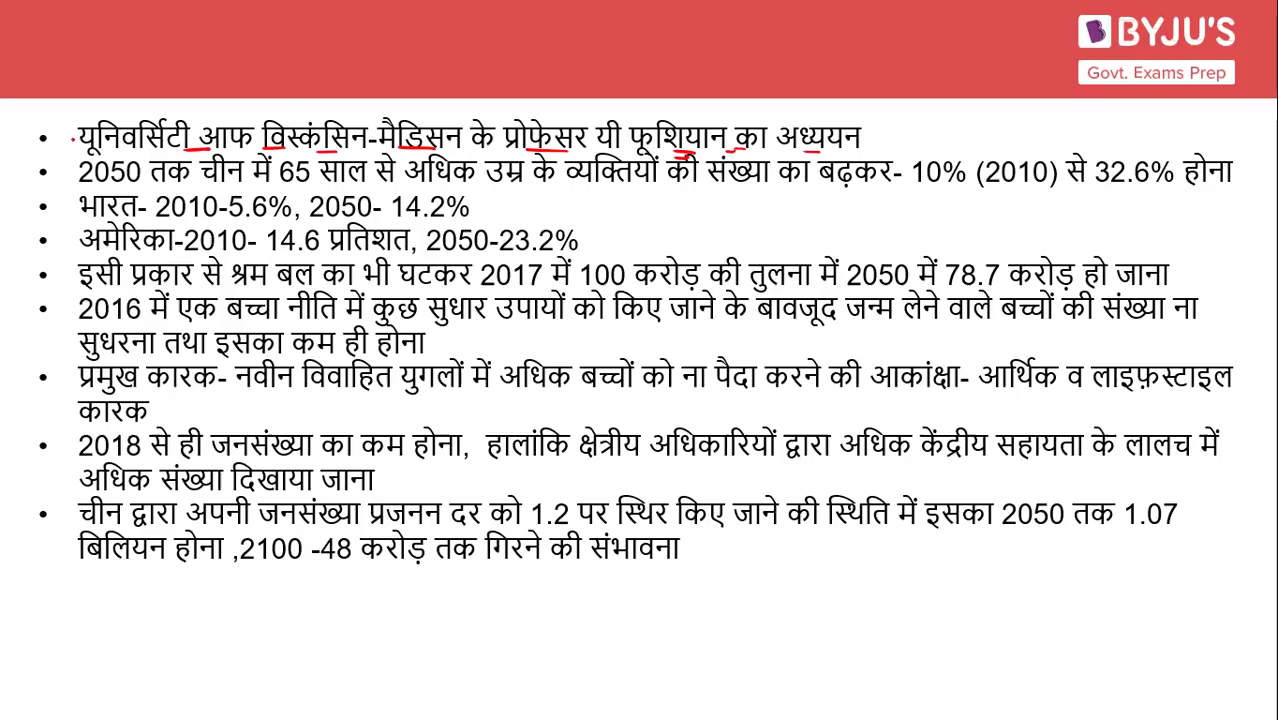 BYJU'S
Govt. Exams Prep
• यूनिवर्सिटी आफ विस्कंसिन-मैडिसन के प्रोफेसर यी फूशियान का अध्ययन
• 2050 तक चीन में 65 साल से अधिक उम्र के व्यक्तियों की संख्या का बढ़कर- 10% (2010) से 32.6% होना
• भारत- 2010-5.6%, 2050- 14.2%
• अमेरिका-2010- 14.6 प्रतिशत, 2050-23.2%
• इसी प्रकार से श्रम बल का भी घटकर 2017 में 100 करोड़ की तुलना में 2050 में 78.7 करोड़ हो जाना
• 2016 में एक बच्चा नीति में कुछ सुधार उपायों को किए जाने के बावजूद जन्म लेने वाले बच्चों की संख्या ना
सुधरना तथा इसका कम ही होना
• प्रमुख कारक- नवीन विवाहित युगलों में अधिक बच्चों को ना पैदा करने की आकांक्षा- आर्थिक व लाइफ़स्टाइल
कारक
• 2018 से ही जनसंख्या का कम होना, हालांकि क्षेत्रीय अधिकारियों द्वारा अधिक केंद्रीय सहायता के लालच में
अधिक संख्या दिखाया जाना
• चीन द्वारा अपनी जनसंख्या प्रजनन दर को 1.2 पर स्थिर किए जाने की स्थिति में इसका 2050 तक 1.07
बिलियन होना ,2100 -48 करोड़ तक गिरने की संभावना